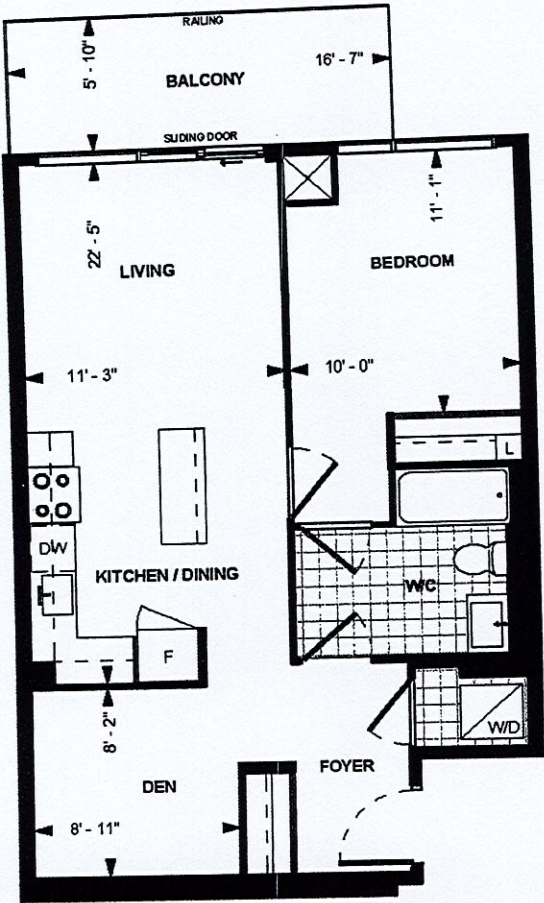 RAILING
5' - 10"
BALCONY
16' - 7"
SLIDING DOOR
22' - 5"
11' - 1"
LIVING
BEDROOM
11' - 3"
10' - 0"
L
DW
KITCHEN / DINING
W/C
F
8' - 2"
W/D
DEN
FOYER
8' - 11"